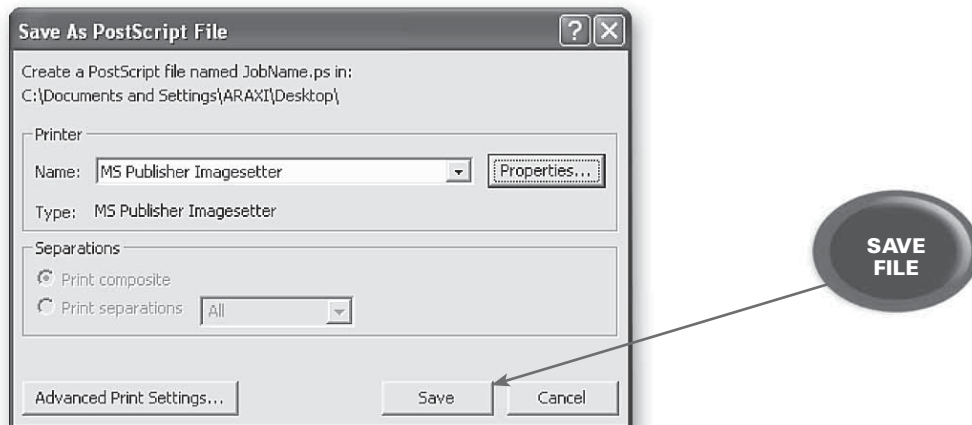 Save As PostScript File
Create a PostScript file named JobName.ps in:
C:\Documents and Settings\ARAXI\Desktop\
Printer
Name: MS Publisher Imagesetter Properties...
Type: MS Publisher Imagesetter
Separations
Print composite
Print separations All
Advanced Print Settings... Save Cancel
SAVE
FILE